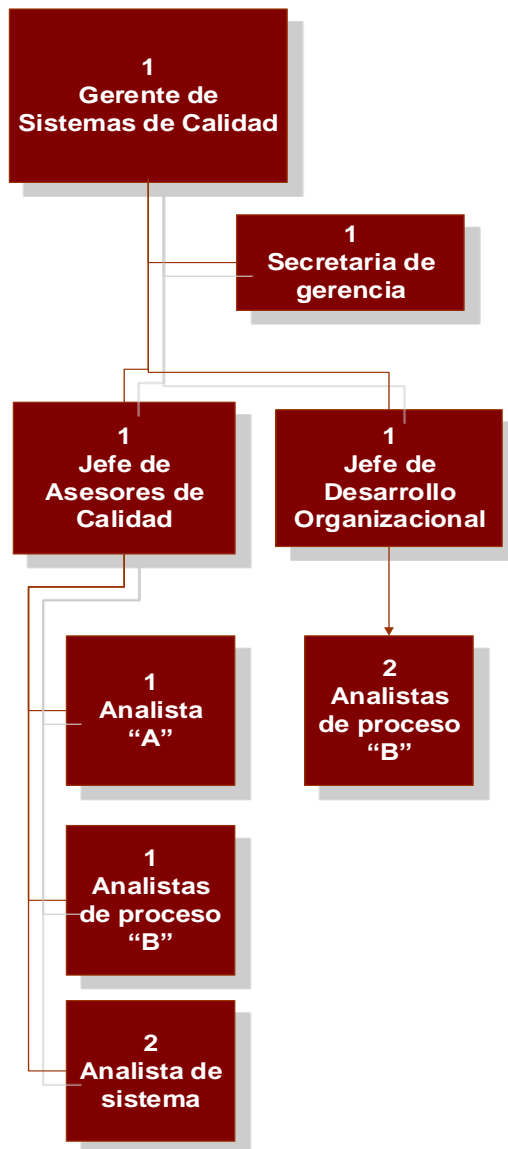 1
Gerente de
Sistemas de Calidad
1
Secretaria de
gerencia
1
Jefe de
Asesores de
Calidad
1
Jefe de
Desarrollo
Organizacional
1
Analista
“A”
2
Analistas
de proceso
“B”
1
Analistas
de proceso
“B”
2
Analista de
sistema